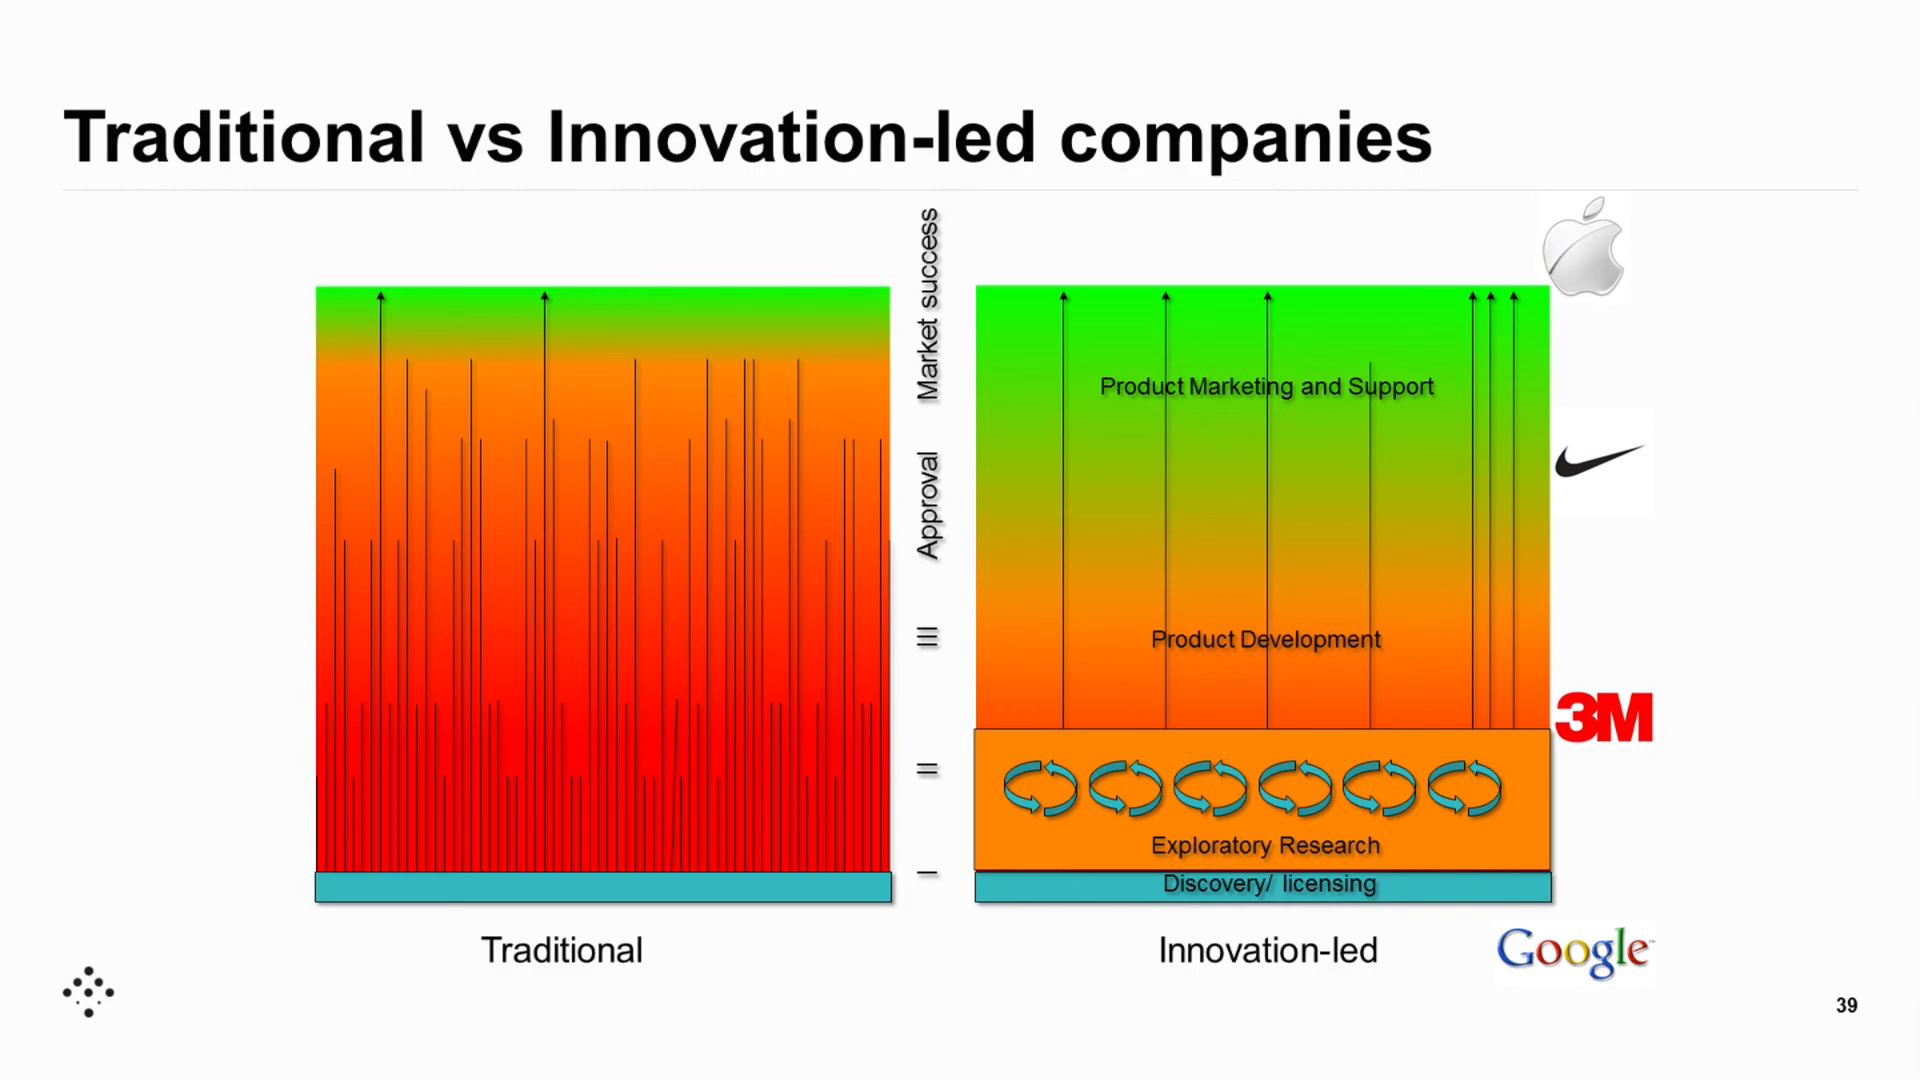 Traditional vs Innovation-led companies
Market success
Approval
III
II
I
Product Marketing and Support
Product Development
Exploratory Research
Discovery/ licensing
3M
Traditional
Innovation-led
Google™
39